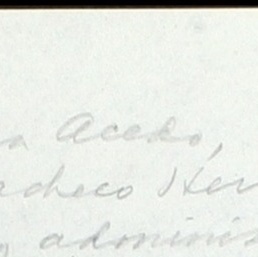 a Acedo,
acheco Her
adminis